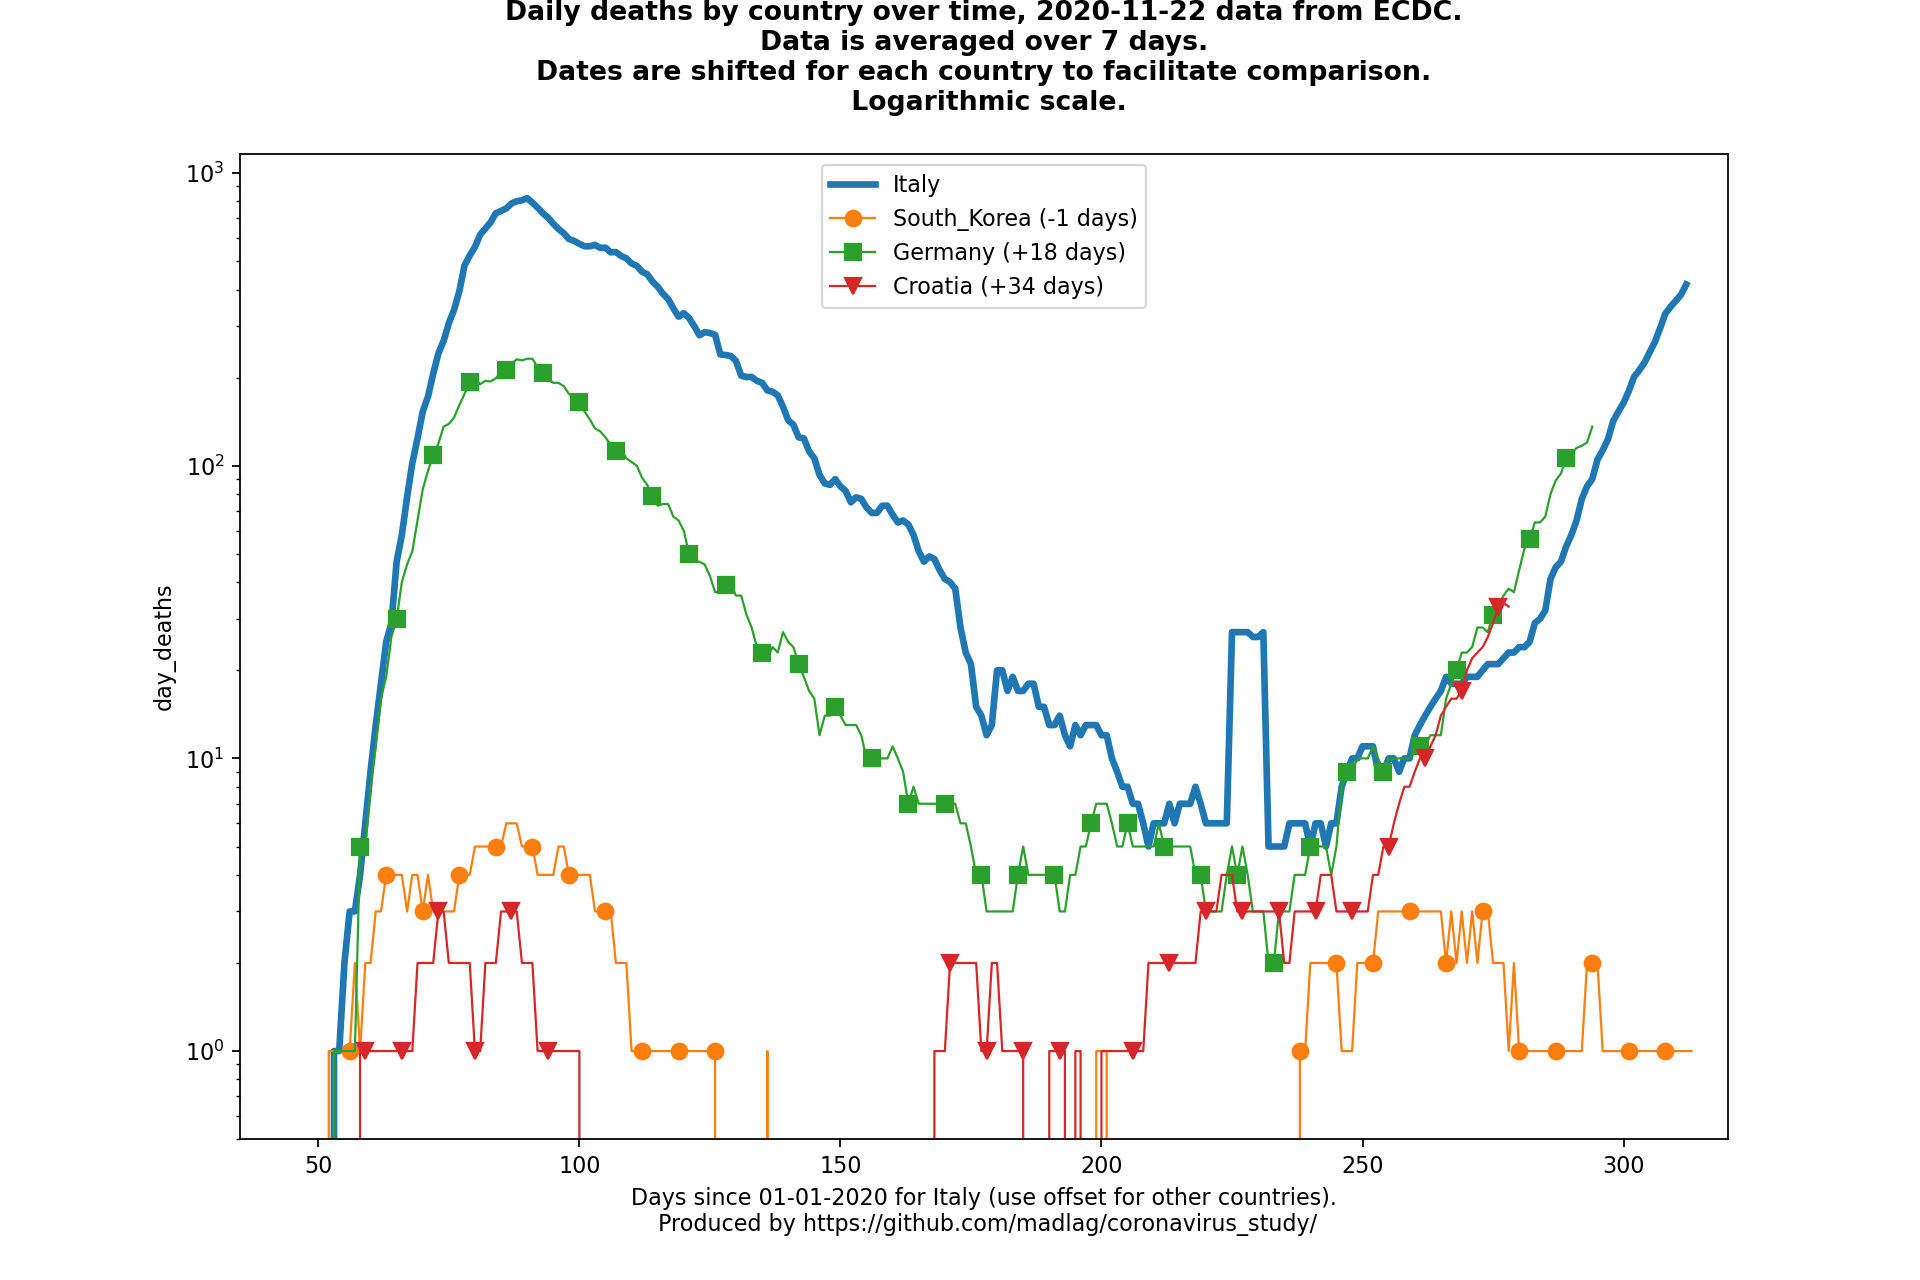 Daily deaths by country over time, 2020-11-22 data from ECDC.
Data is averaged over 7 days.
Dates are shifted for each country to facilitate comparison.
Logarithmic scale.
10³
10²
10¹
10⁰
day_deaths
Italy
South_Korea (-1 days)
Germany (+18 days)
Croatia (+34 days)
50 100 150 200 250 300
Days since 01-01-2020 for Italy (use offset for other countries).
Produced by https://github.com/madlag/coronavirus_study/